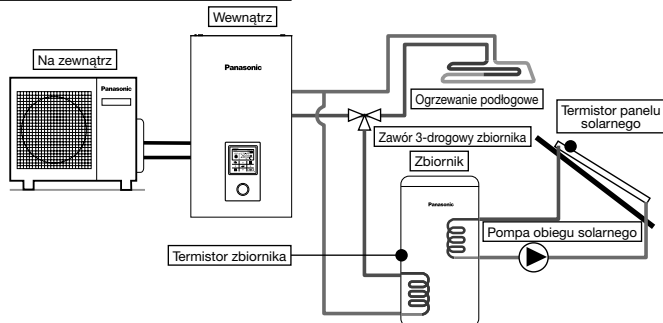 Wewnątrz
Na zewnątrz
Panasonic
Panasonic
Ogrzewanie podłogowe
Termistor panelu
solarnego
Zawór 3-drogowy zbiornika
Zbiornik
Panasonic
Pompa obiegu solarnego
Termistor zbiornika